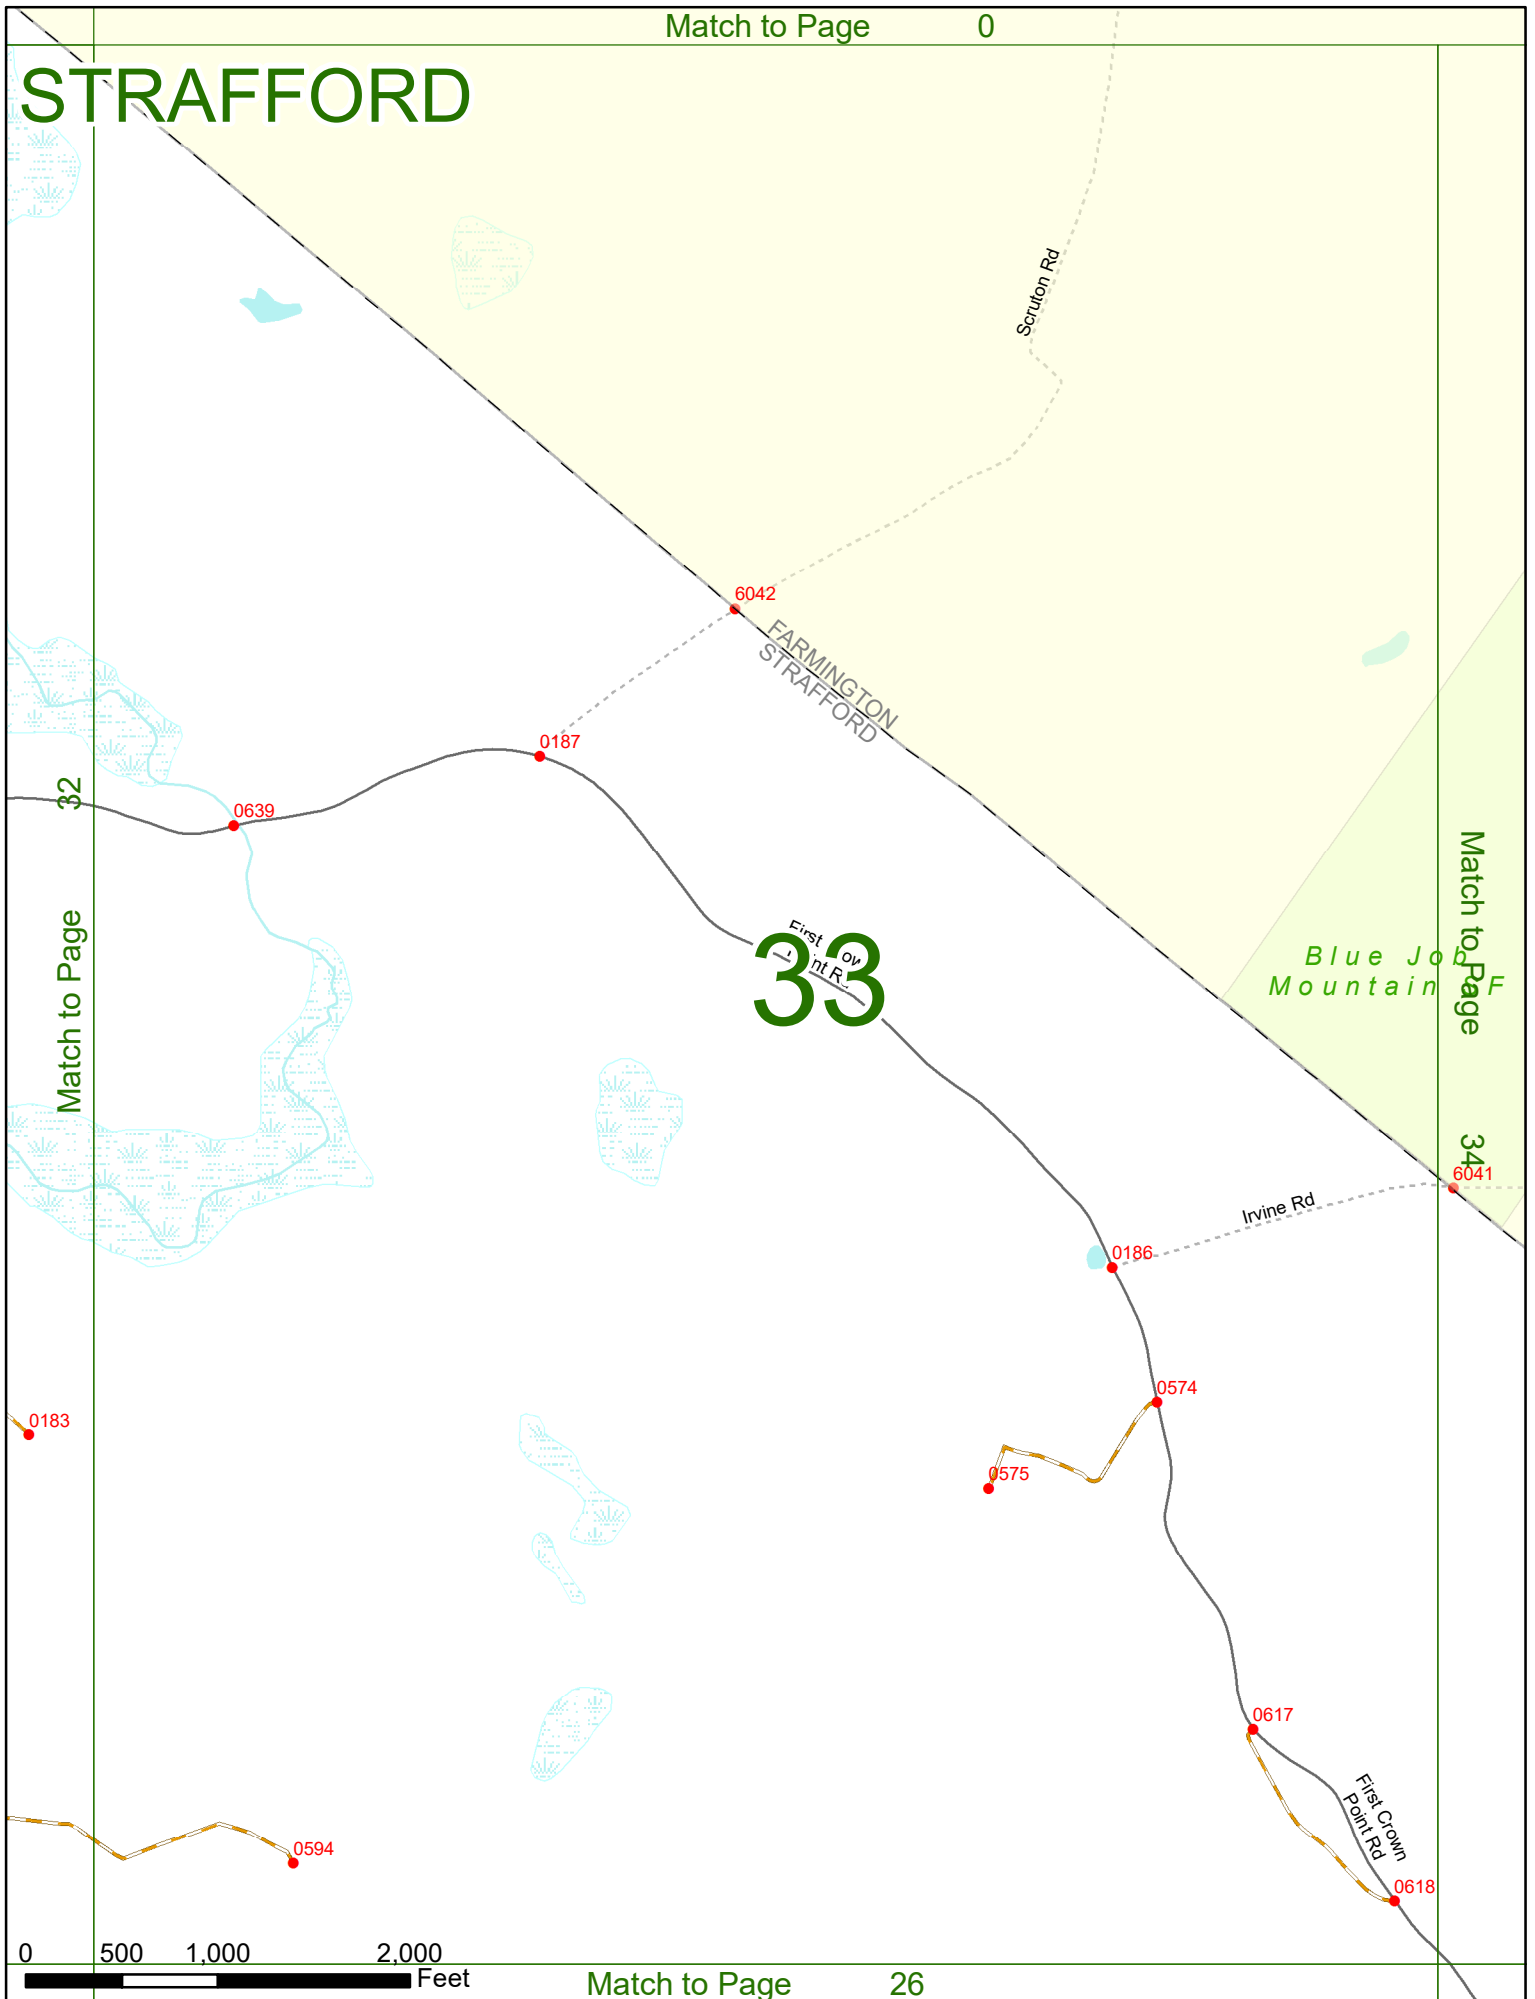 Match to Page 0
STRAFFORD
Scruton Rd
6042
FARMINGTON
STRAFFORD
0187
32
Match to Page
0639
First
33
Blue Job
Mountain F
Match to Page
34
6041
Irvine Rd
0186
0574
0183
0575
0617
First Crown
Point Rd
0594
0618
0 500 1,000 2,000
Feet
Match to Page 26